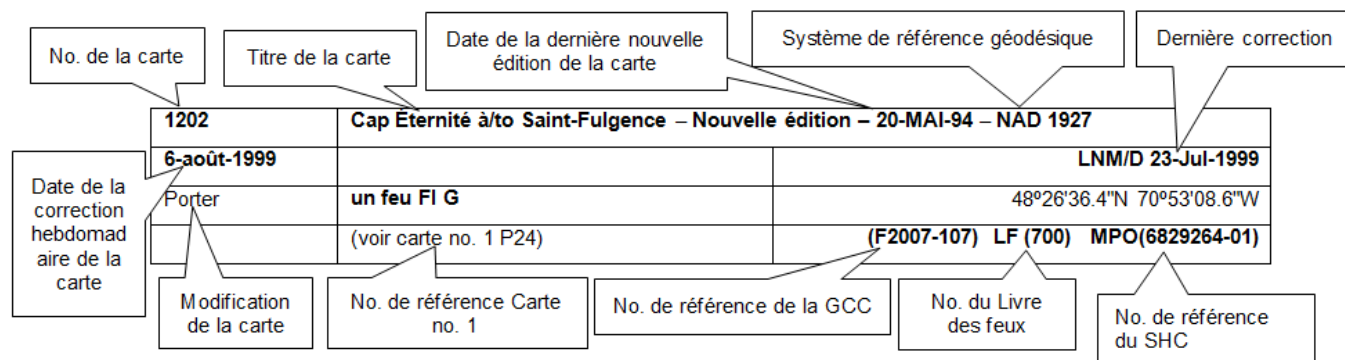 No. de la carte
Titre de la carte
Date de la dernière nouvelle
édition de la carte
Système de référence géodésique
Dernière correction
1202 Cap Éternité à/to Saint-Fulgence – Nouvelle édition – 20-MAI-94 – NAD 1927
6-août-1999 LNM/D 23-Jul-1999
Porter un feu Fl G 48º26'36.4"N 70º53'08.6"W
(voir carte no. 1 P24) (F2007-107) LF (700) MPO(6829264-01)
Date de la
correction
hebdomad
aire de la
carte
Modification
de la carte
No. de référence Carte
no. 1
No. de référence de la GCC
No. du Livre
des feux
No. de référence
du SHC